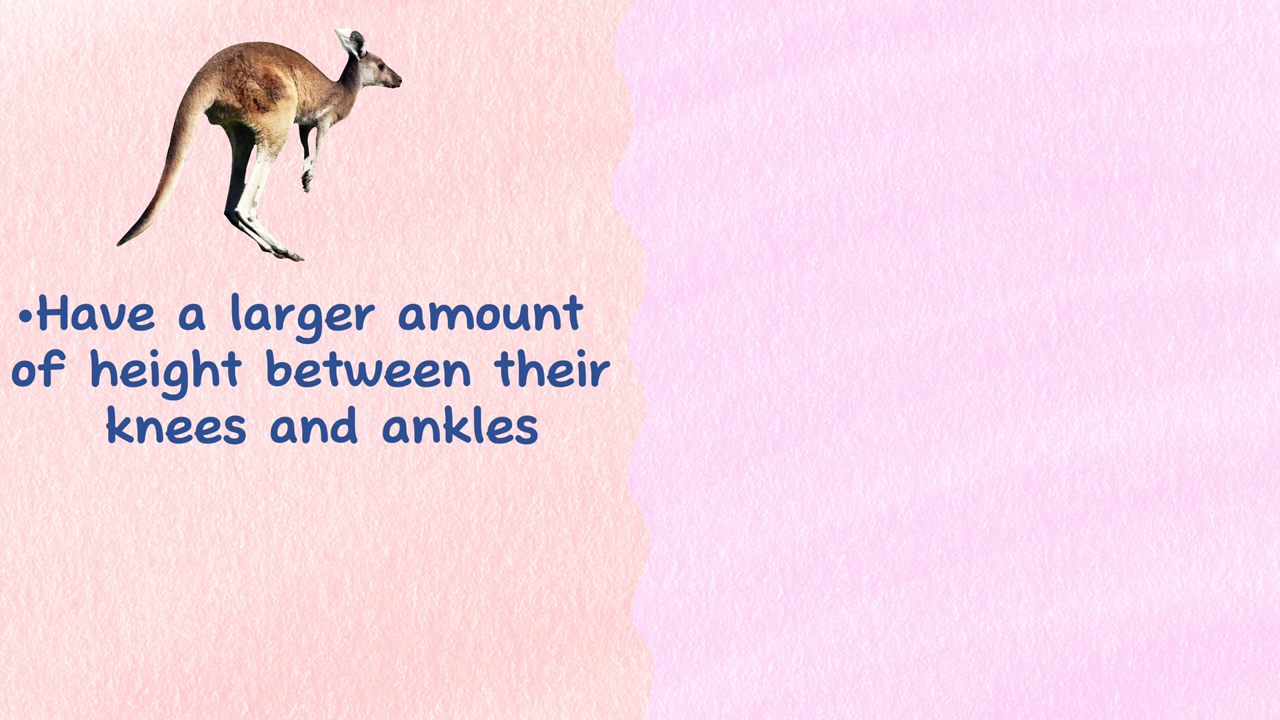 •Have a larger amount
of height between their
knees and ankles